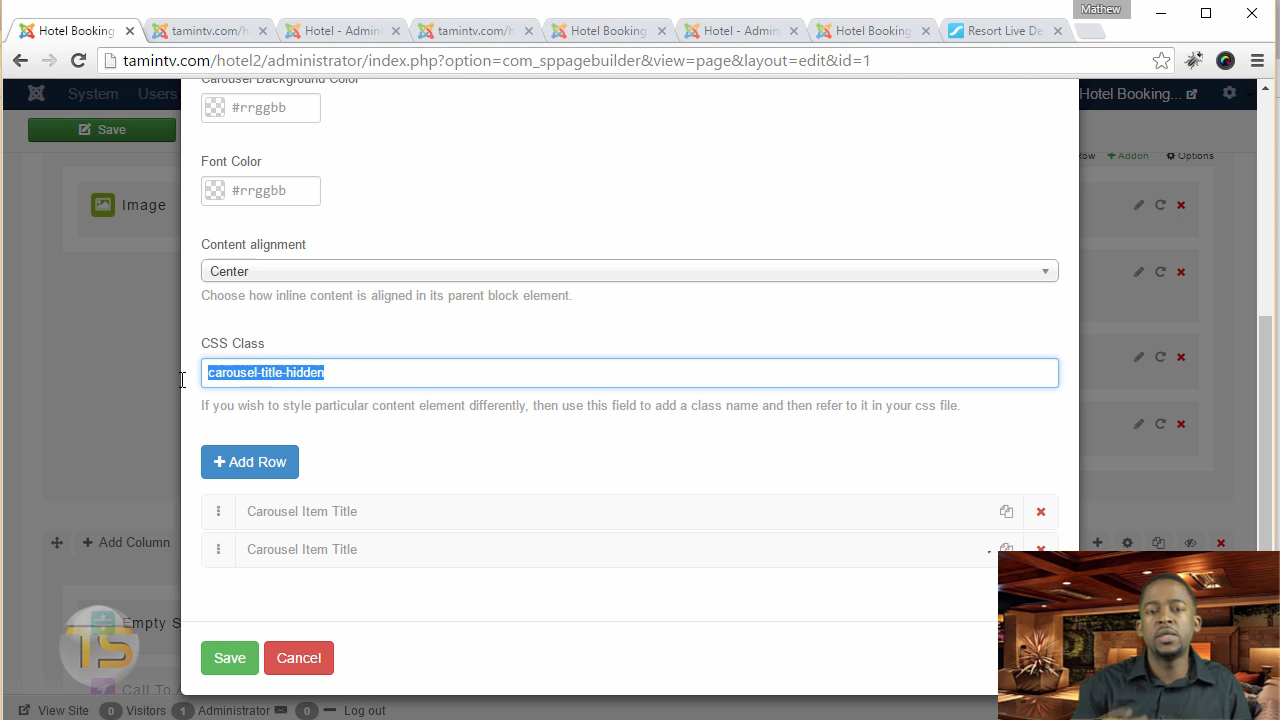 Mathew
Hotel Booking
tamintv.com/h
Hotel - Admi
tamintv.com/h
Hotel Booking
Hotel - Admini
Hotel Booking
Resort Live De
tamintv.com/hotel2/administrator/index.php?option=com_sppagebuilder&view=page&layout=edit&id=1
System
Users
Hotel Booking...
Save
Carousel Background Color
#rrggbb
Font Color
#rrggbb
Addon
Options
Image
Content alignment
Center
Choose how inline content is aligned in its parent block element.
CSS Class
carousel-title-hidden
If you wish to style particular content element differently, then use this field to add a class name and then refer to it in your css file.
Add Row
Carousel Item Title
Carousel Item Title
Add Column
Empty S
TS
Call To
Save
Cancel
View Site
0
Visitors
1
Administrator
0
Log out